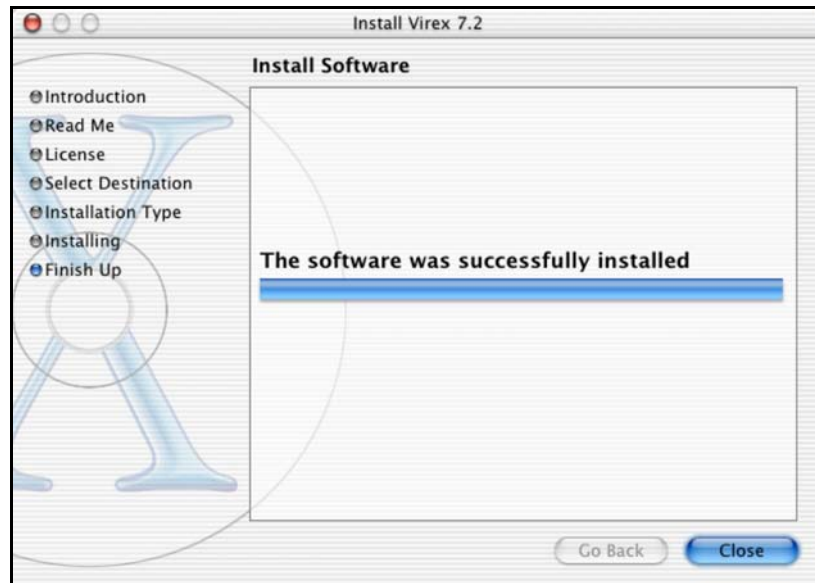 Install Virex 7.2
Install Software
Introduction
Read Me
License
Select Destination
Installation Type
Installing
Finish Up
The software was successfully installed
Go Back
Close